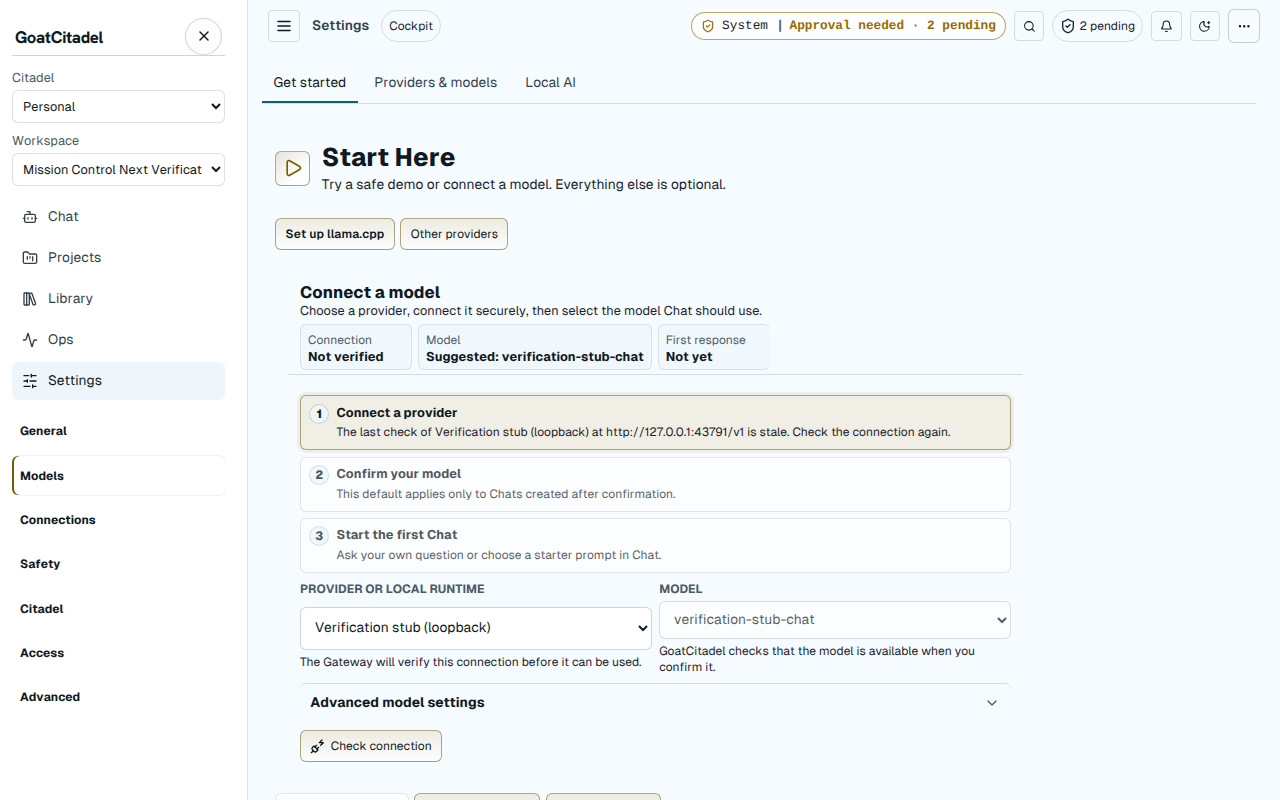 GoatCitadel
Citadel
Personal
Workspace
Mission Control Next Verificat
Chat
Projects
Library
Ops
Settings
General
Models
Connections
Safety
Citadel
Access
Advanced
Settings
Cockpit
System | Approval needed · 2 pending
2 pending
Get started
Providers & models
Local AI
Start Here
Try a safe demo or connect a model. Everything else is optional.
Set up llama.cpp
Other providers
Connect a model
Choose a provider, connect it securely, then select the model Chat should use.
Connection
Not verified
Model
Suggested: verification-stub-chat
First response
Not yet
1
Connect a provider
The last check of Verification stub (loopback) at http://127.0.0.1:43791/v1 is stale. Check the connection again.
2
Confirm your model
This default applies only to Chats created after confirmation.
3
Start the first Chat
Ask your own question or choose a starter prompt in Chat.
PROVIDER OR LOCAL RUNTIME
Verification stub (loopback)
The Gateway will verify this connection before it can be used.
MODEL
verification-stub-chat
GoatCitadel checks that the model is available when you
confirm it.
Advanced model settings
Check connection